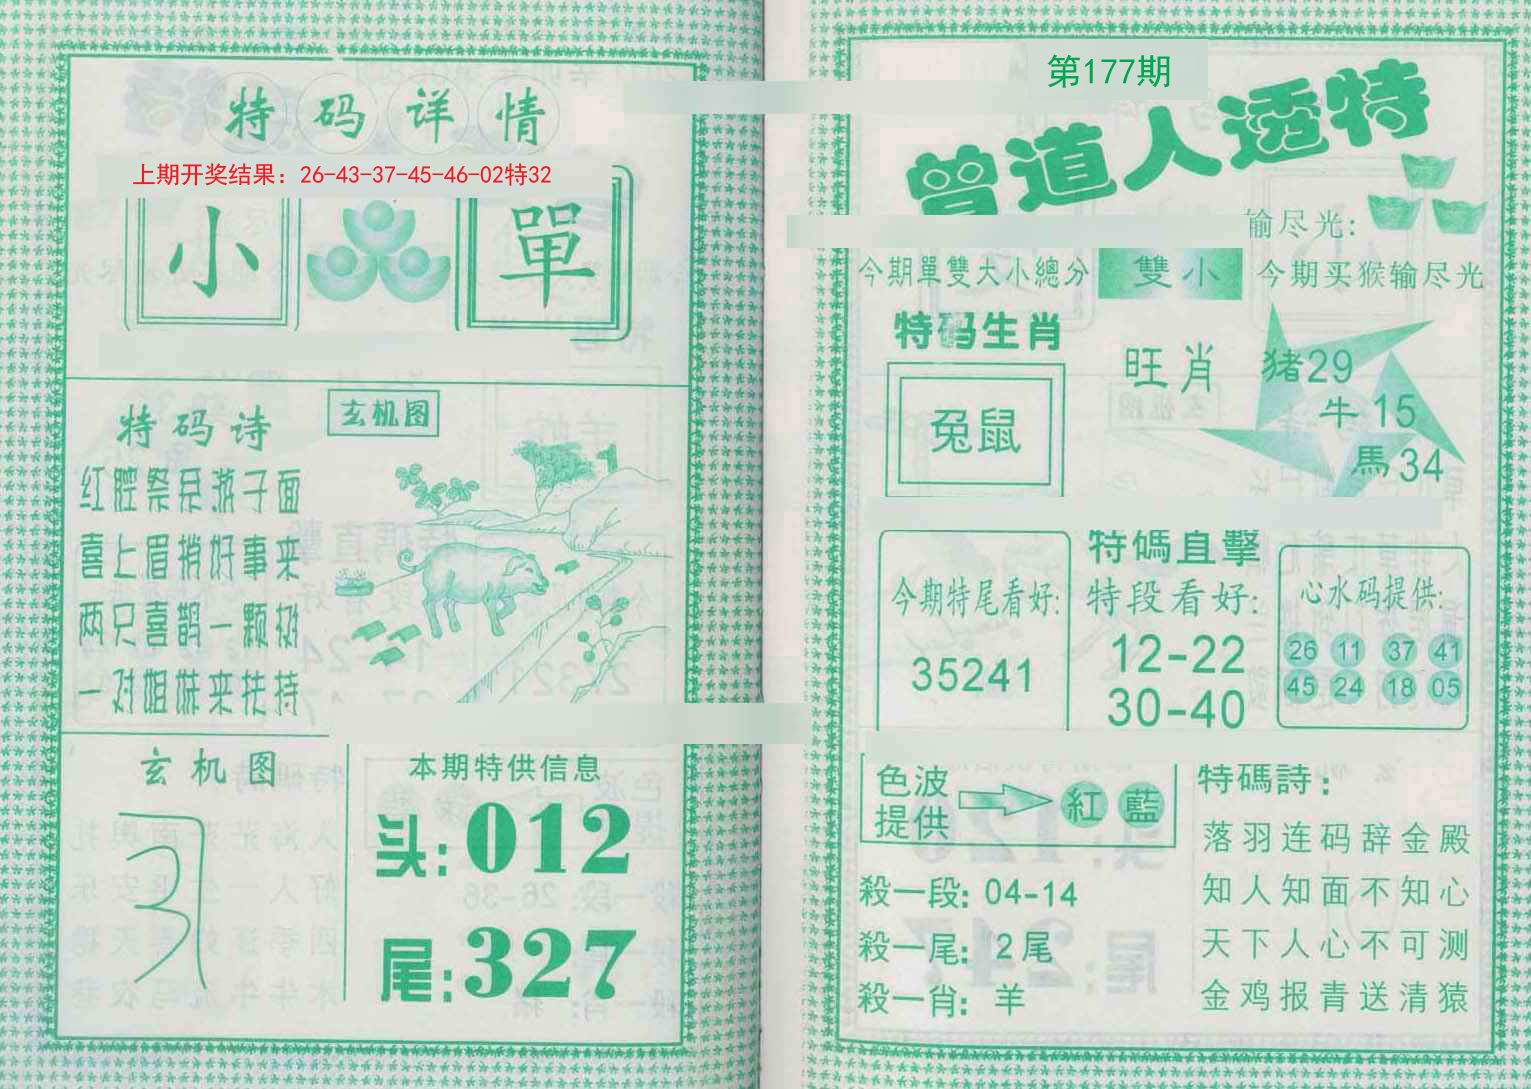 特码详情
上期开奖结果：26-43-37-45-46-02特32
小 單
特码诗
红腔祭帛游子面
喜上眉捎好事来
两只喜鹊一颗
一对姐妹来扶持
玄机图
玄机图
本期特供信息
头:012
尾:327
第177期
曾道人透特
输尽光:
今期單雙大小總分 雙小 今期买猴输尽光
特码生肖
兔鼠
旺肖
猪29
牛15
馬34
今期特尾看好:
35241
特碼直擊
特段看好:
12-22
30-40
心水码提供:
26 11 37 41
45 24 18 05
色波
提供
紅 藍
殺一段: 04-14
殺一尾: 2尾
殺一肖: 羊
特碼詩:
落羽连码辞金殿
知人知面不知心
天下人心不可测
金鸡报青送清猿